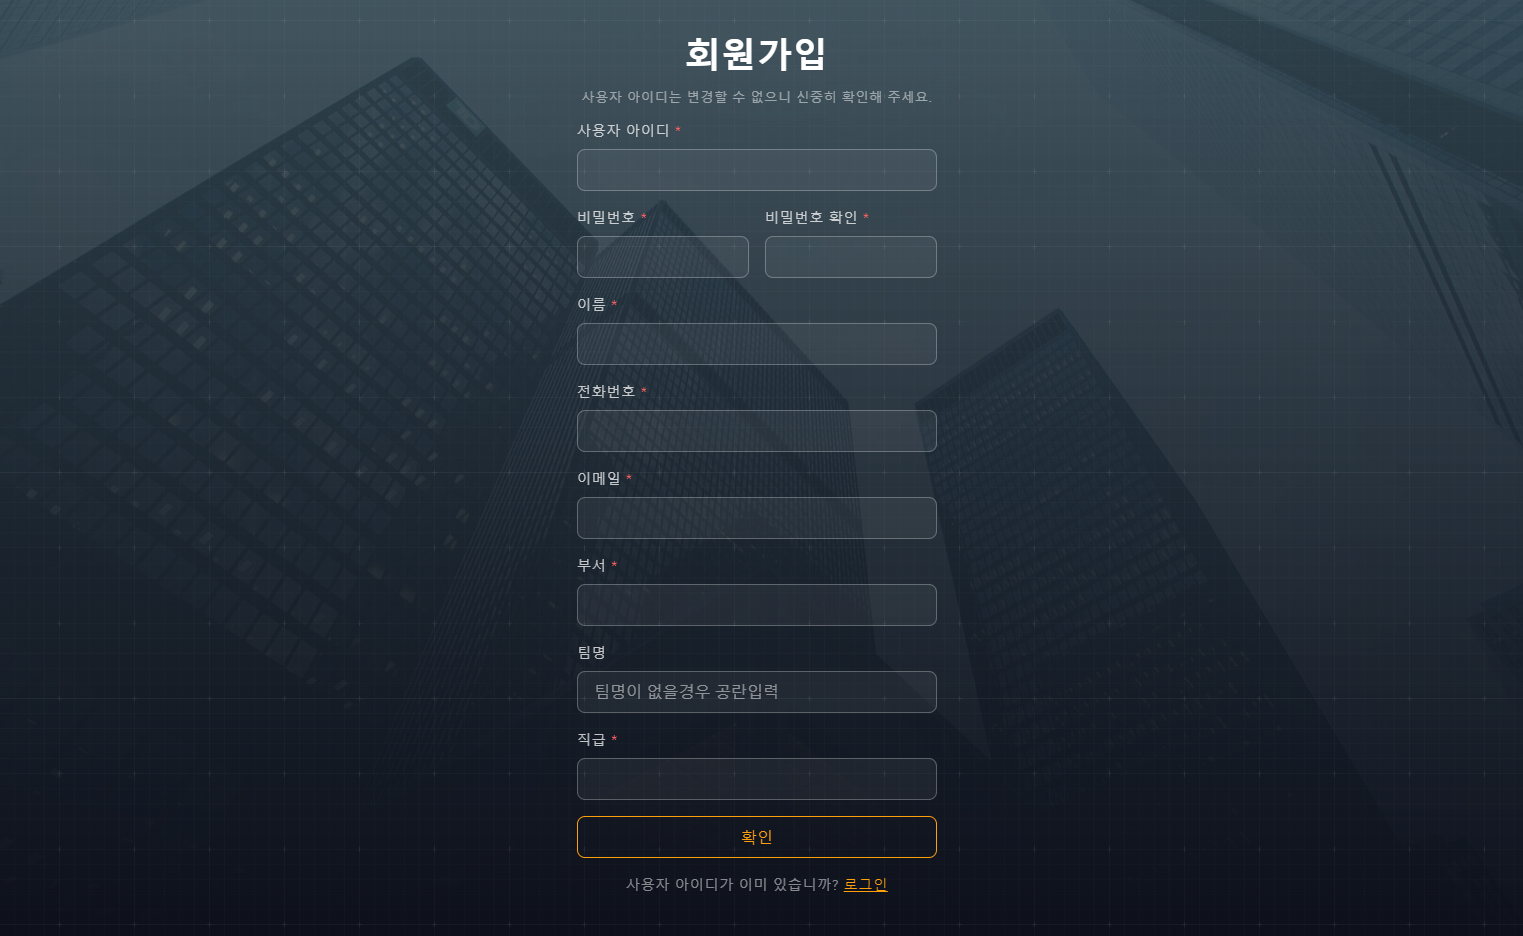 회원가입
사용자 아이디는 변경할 수 없으니 신중히 확인해 주세요.
사용자 아이디 *
비밀번호 * 비밀번호 확인 *
이름 *
전화번호 *
이메일 *
부서 *
팀명
팀명이 없을경우 공란입력
직급 *
확인
사용자 아이디가 이미 있습니까? 로그인